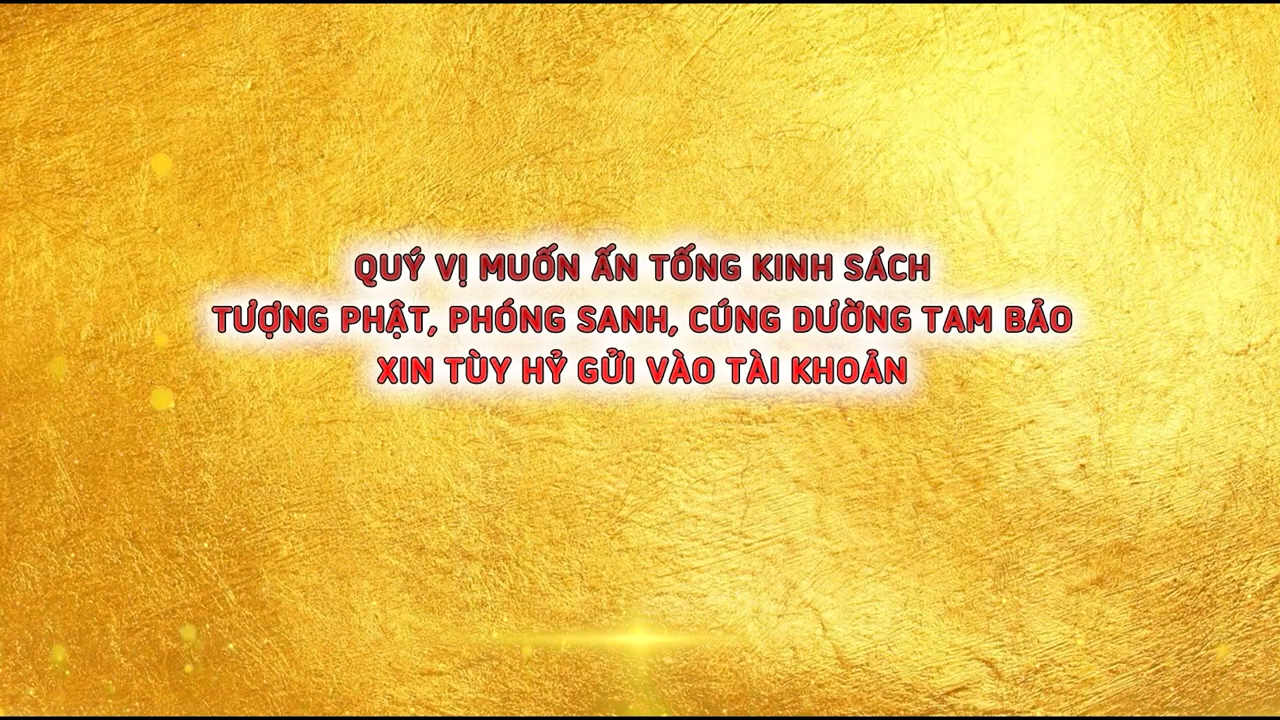 QUÝ VỊ MUỐN ẤN TỐNG KINH SÁCH
TƯỢNG PHẬT, PHÓNG SANH, CÚNG DƯỜNG TAM BẢO
XIN TÙY HỶ GỬI VÀO TÀI KHOẢN